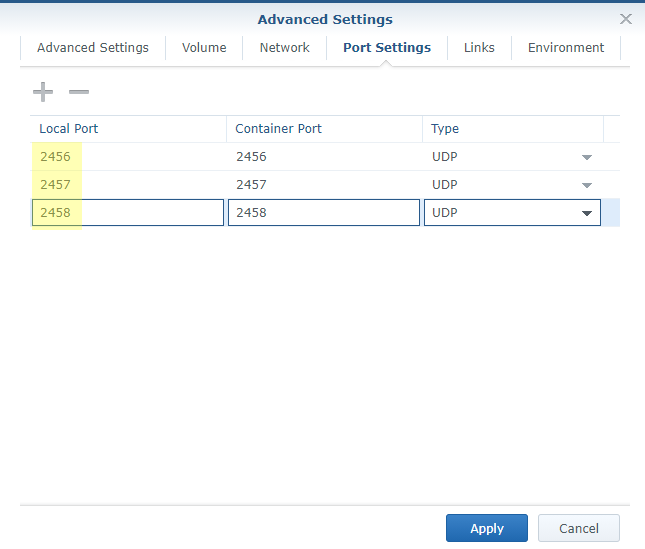 Advanced Settings
Advanced Settings Volume Network Port Settings Links Environment
Local Port Container Port Type
2456 2456 UDP
2457 2457 UDP
2458 2458 UDP
Apply Cancel